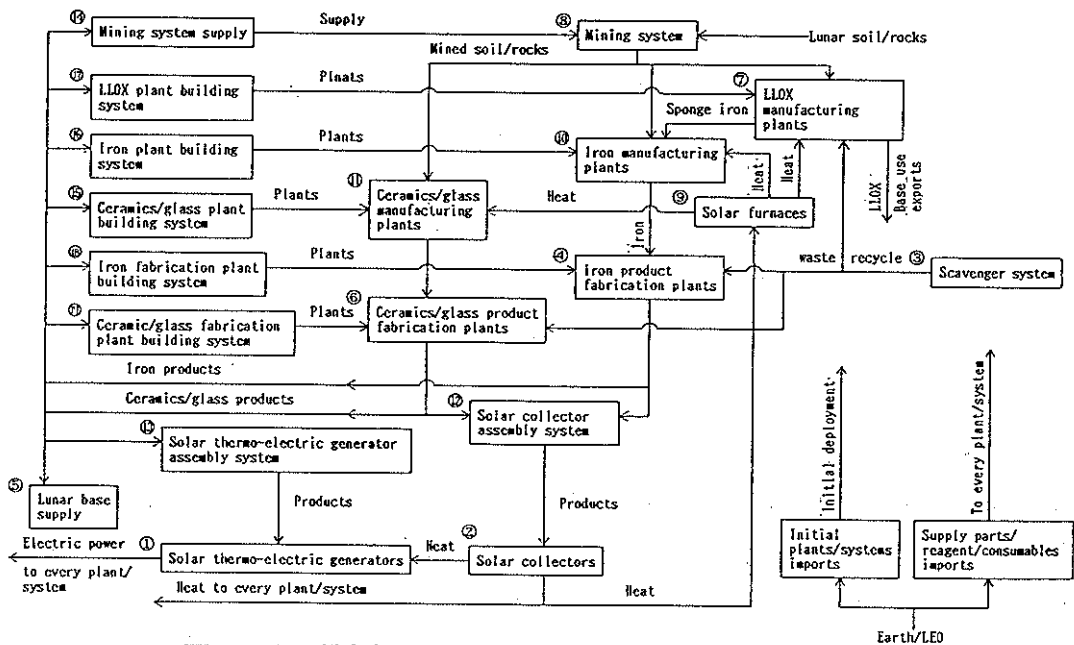 ⑭
Mining system supply
Supply
⑧
Mining system
Lunar soil/rocks
Mined soil/rocks
LLOX plant building
system
Plnats
⑦
LLOX
manufacturing
plants
Sponge iron
⑯
Iron plant building
system
Plants
⑩
Iron manufacturing
plants
Heat
Heat
LLOX
Base use
exports
⑮
Ceramics/glass plant
building system
Plants
⑪
Ceramics/glass
manufacturing
plants
Heat
⑨
Solar furnaces
Iron
⑱
Iron fabrication plant
building system
Plants
④
Iron product
fabrication plants
waste recycle
③
Scavenger system
Ceramic/glass fabrication
plant building system
Plants
⑥
Ceramics/glass product
fabrication plants
Iron products
Ceramics/glass products
⑫
Solar collector
assembly system
⑬
Solar thermo-electric generator
assembly system
⑤
Lunar base
supply
Products
Products
Initial deployment
To every plant/system
Electric power
to every plant/
system
①
Solar thermo-electric generators
Heat
②
Solar collectors
Heat to every plant/system
Heat
Initial
plants/systems
imports
Supply parts/
reagent/consumables
imports
Earth/LEO